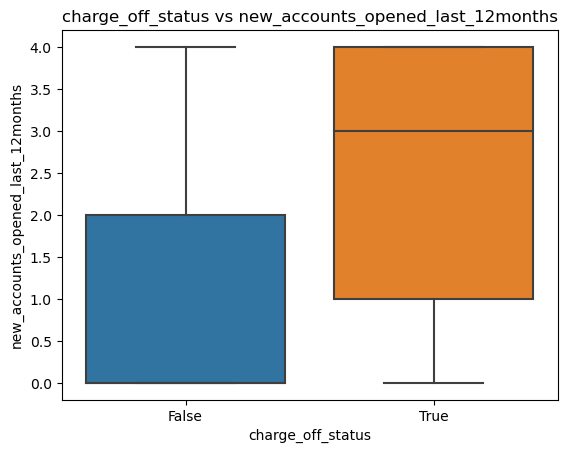 charge_off_status vs new_accounts_opened_last_12months
new_accounts_opened_last_12months
4.0
3.5
3.0
2.5
2.0
1.5
1.0
0.5
0.0
False
True
charge_off_status